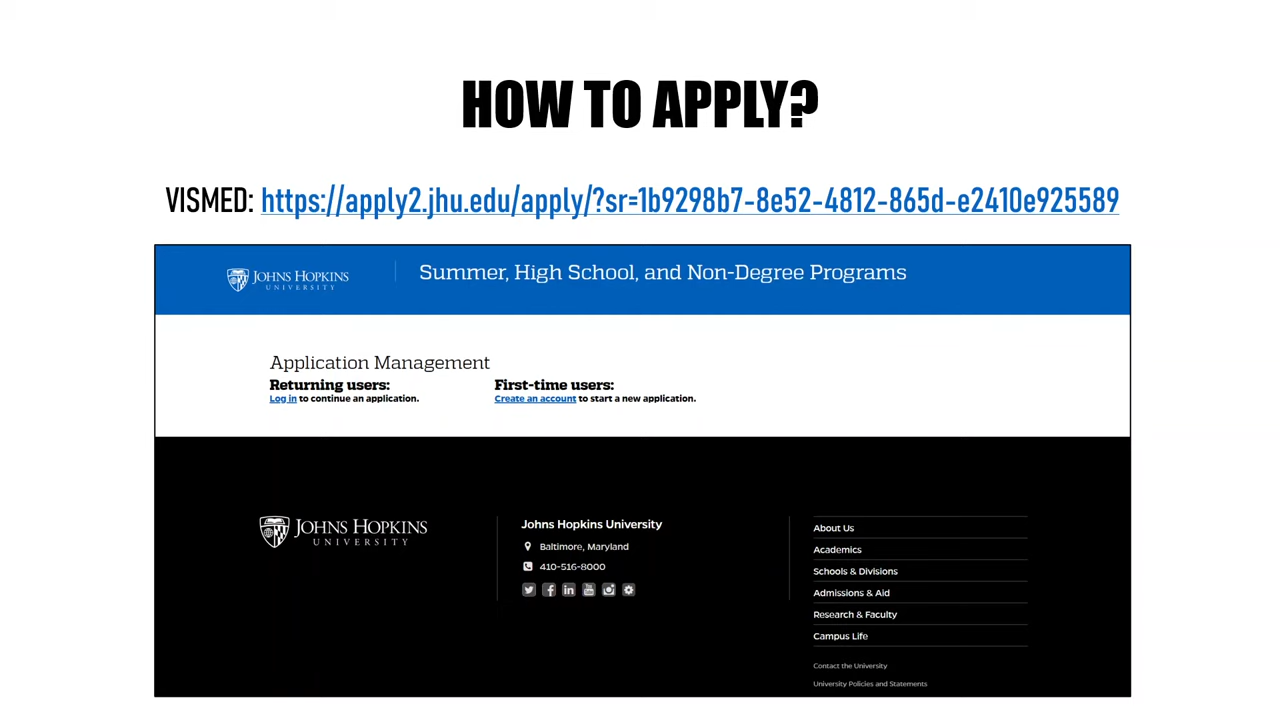 HOW TO APPLY?
VISMED: https://apply2.jhu.edu/apply/?sr=1b9298b7-8e52-4812-865d-e2410e925589
JOHNS HOPKINS
UNIVERSITY
Summer, High School, and Non-Degree Programs
Application Management
Returning users:
Log in to continue an application.
First-time users:
Create an account to start a new application.
JOHNS HOPKINS
UNIVERSITY
Johns Hopkins University
Baltimore, Maryland
410-516-8000
About Us
Academics
Schools & Divisions
Admissions & Aid
Research & Faculty
Campus Life
Contact the University
University Policies and Statements